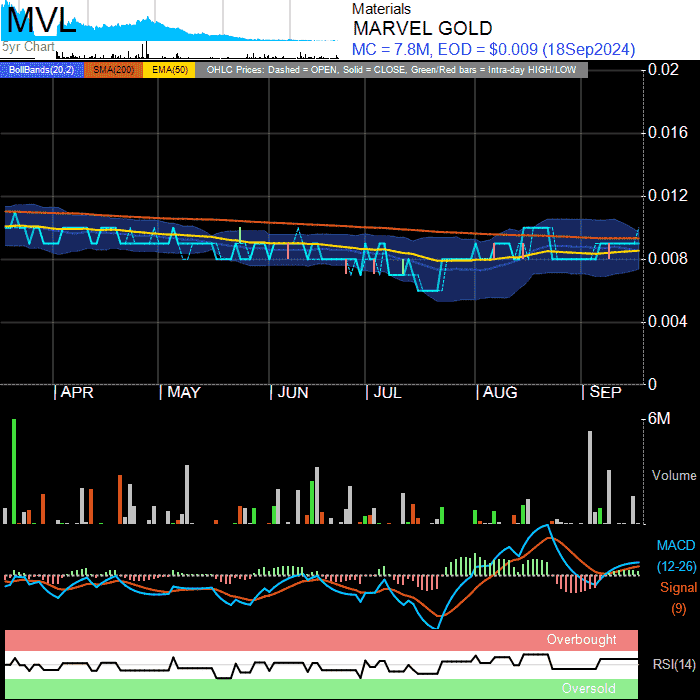 MVL
5yr Chart
Materials
MARVEL GOLD
MC = 7.8M, EOD = $0.009 (18Sep2024)
BollBands(20,2) SMA(200) EMA(50) OHLC Prices: Dashed = OPEN, Solid = CLOSE, Green/Red bars = Intra-day HIGH/LOW
0.02
0.016
0.012
0.008
0.004
0
APR MAY JUN JUL AUG SEP
6M
Volume
MACD
(12-26)
Signal
(9)
Overbought
RSI(14)
Oversold